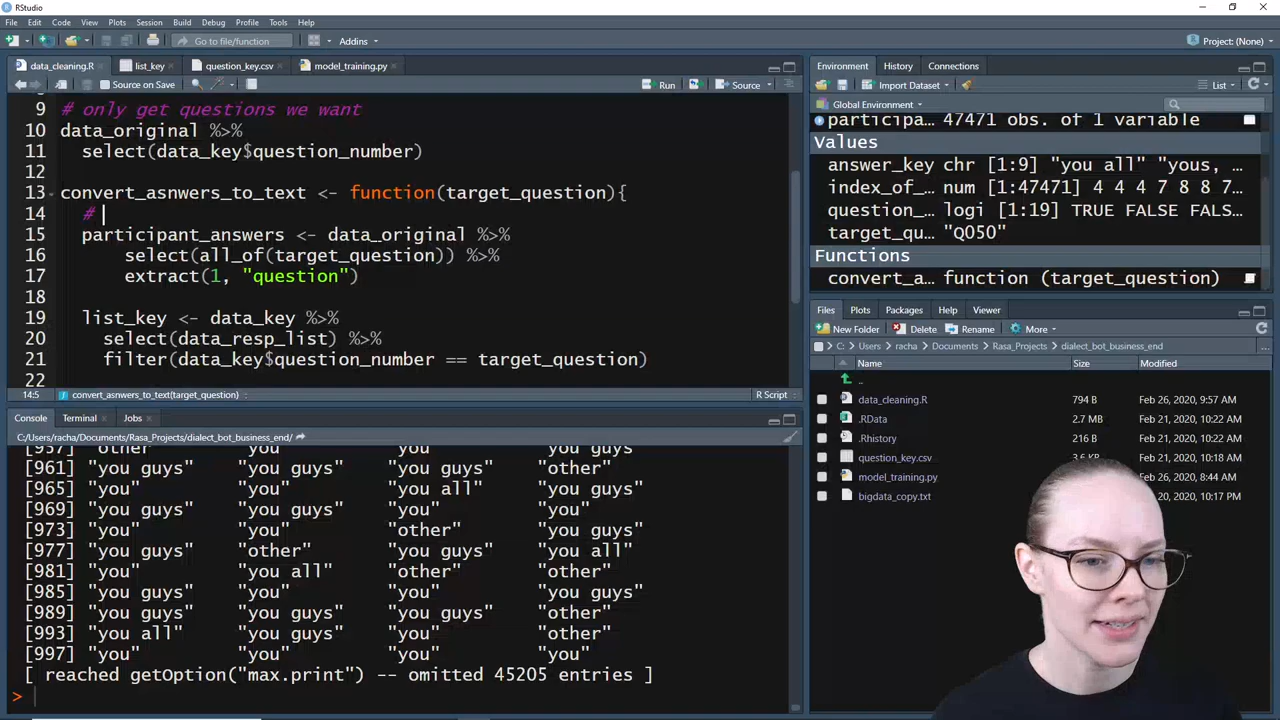 RStudio
File Edit Code View Plots Session Build Debug Profile Tools Help
Go to file/function Addins Project: (None)
data_cleaning.R list_key question_key.csv model_training.py
Source on Save Run Source
9 # only get questions we want
10 data_original %>%
11 select(data_key$question_number)
12
13 convert_asnwers_to_text <- function(target_question){
14 #
15 participant_answers <- data_original %>%
16 select(all_of(target_question)) %>%
17 extract(1, "question")
18
19 list_key <- data_key %>%
20 select(data_resp_list) %>%
21 filter(data_key$question_number == target_question)
22
14:5 convert_asnwers_to_text(target_question) R Script
Console Terminal Jobs
C:/Users/racha/Documents/Rasa_Projects/dialect_bot_business_end/
[957] "other" "you" "you" "you guys"
[961] "you guys" "you guys" "you guys" "other"
[965] "you" "you" "you all" "you guys"
[969] "you guys" "you guys" "you" "you"
[973] "you" "you" "other" "you guys"
[977] "you guys" "other" "you guys" "you all"
[981] "you" "you all" "other" "other"
[985] "you guys" "you" "you" "you guys"
[989] "you guys" "you guys" "you guys" "other"
[993] "you all" "you guys" "you" "other"
[997] "you" "you" "you" "you"
[ reached getOption("max.print") -- omitted 45205 entries ]
>
Environment History Connections
Import Dataset List
Global Environment
participa… 47471 obs. of 1 variable
Values
answer_key chr [1:9] "you all" "yous,
index_of_… num [1:47471] 4 4 4 7 8 8 7…
question_… logi [1:19] TRUE FALSE FALS…
target_qu… "Q050"
Functions
convert_a… function (target_question)
Files Plots Packages Help Viewer
New Folder Delete Rename More
C: Users racha Documents Rasa_Projects dialect_bot_business_end ...
Name Size Modified
..
data_cleaning.R 794 B Feb 26, 2020, 9:57 AM
.RData 2.7 MB Feb 21, 2020, 10:22 AM
.Rhistory 216 B Feb 21, 2020, 10:22 AM
question_key.csv 3.6 KB Feb 21, 2020, 10:18 AM
model_training.py Feb 26, 2020, 8:44 AM
bigdata_copy.txt 20, 2020, 10:17 PM